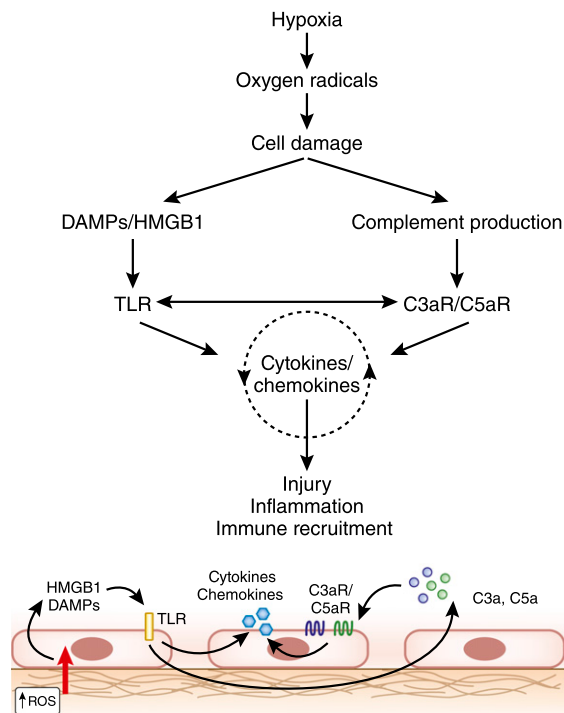 Hypoxia
Oxygen radicals
Cell damage
DAMPs/HMGB1
Complement production
TLR
C3aR/C5aR
Cytokines/
chemokines
Injury
Inflammation
Immune recruitment
HMGB1
DAMPs
TLR
Cytokines
Chemokines
C3aR/
C5aR
C3a, C5a
↑ROS